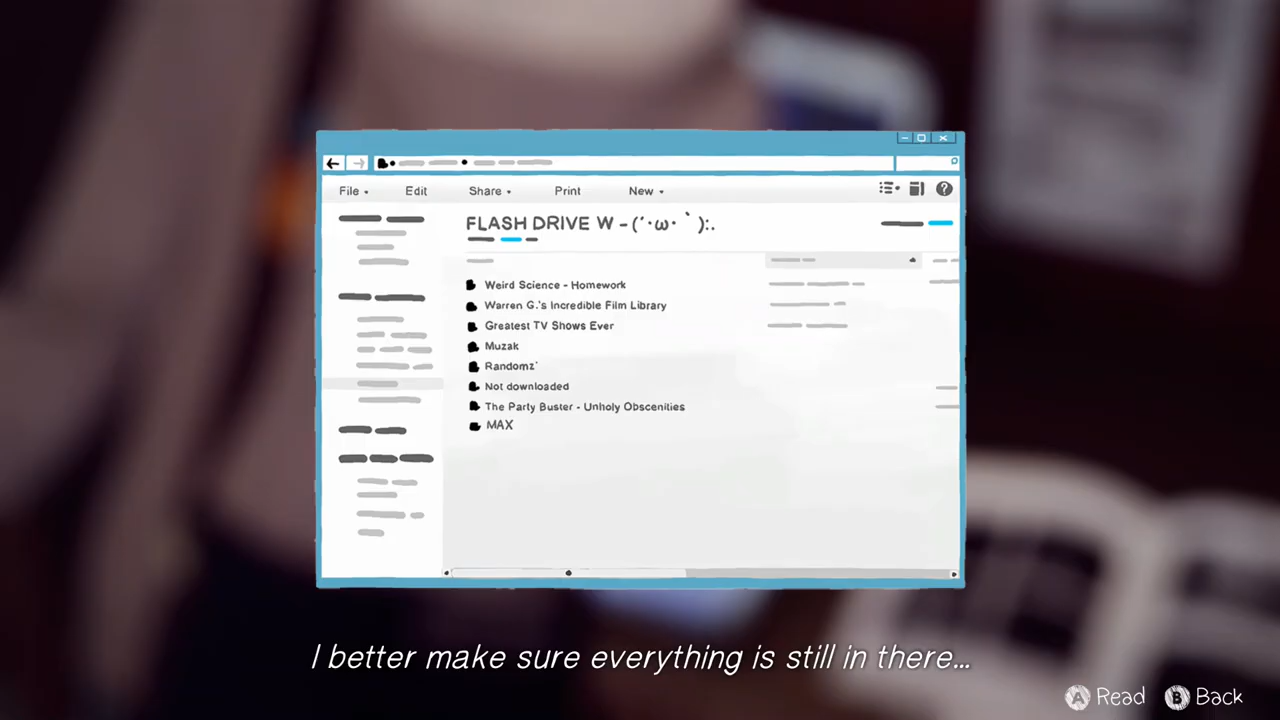 File Edit Share Print New
FLASH DRIVE W -(´･ω･`):.
Weird Science - Homework
Warren G.'s Incredible Film Library
Greatest TV Shows Ever
Muzak
Randomz'
Not downloaded
The Party Buster - Unholy Obscenities
MAX
I better make sure everything is still in there...
A Read B Back